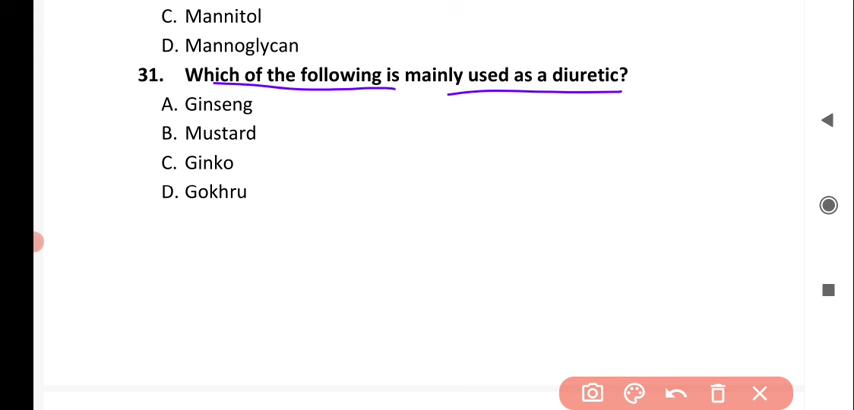 C. Mannitol
D. Mannoglycan
31. Which of the following is mainly used as a diuretic?
A. Ginseng
B. Mustard
C. Ginko
D. Gokhru